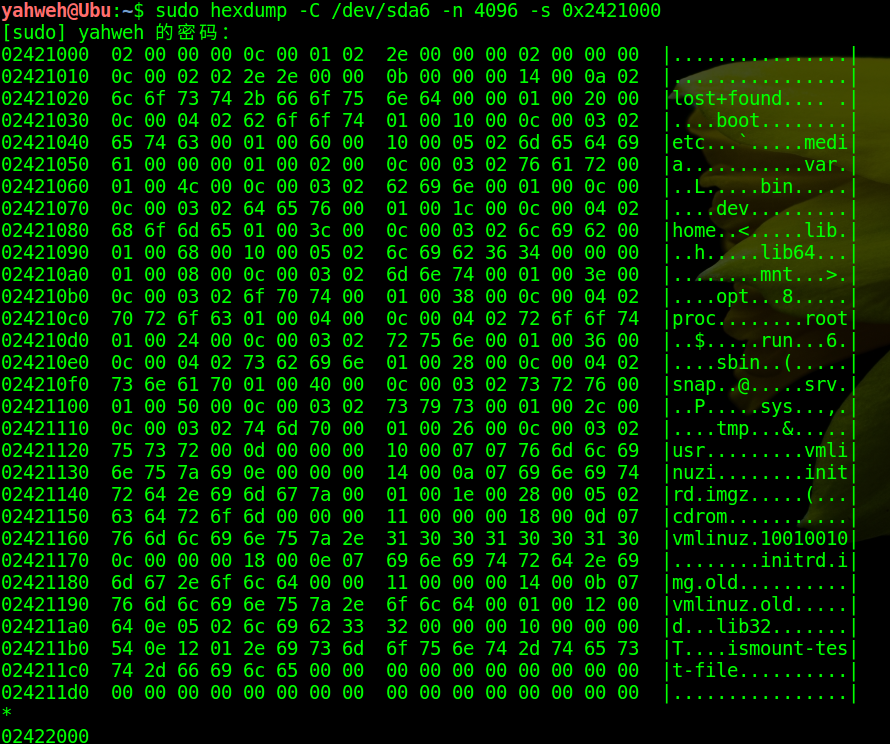 yahweh@Ubu:~$ sudo hexdump -C /dev/sda6 -n 4096 -s 0x2421000
[sudo] yahweh 的密码：
02421000  02 00 00 00 0c 00 01 02  2e 00 00 00 02 00 00 00  |................|
02421010  0c 00 02 02 2e 2e 00 00  0b 00 00 00 14 00 0a 02  |................|
02421020  6c 6f 73 74 2b 66 6f 75  6e 64 00 00 01 00 20 00  |lost+found.... .|
02421030  0c 00 04 02 62 6f 6f 74  01 00 10 00 0c 00 03 02  |....boot........|
02421040  65 74 63 00 01 00 60 00  10 00 05 02 6d 65 64 69  |etc...`.....medi|
02421050  61 00 00 00 01 00 02 00  0c 00 03 02 76 61 72 00  |a...........var.|
02421060  01 00 4c 00 0c 00 03 02  62 69 6e 00 01 00 0c 00  |..L.....bin.....|
02421070  0c 00 03 02 64 65 76 00  01 00 1c 00 0c 00 04 02  |....dev.........|
02421080  68 6f 6d 65 01 00 3c 00  0c 00 03 02 6c 69 62 00  |home..<.....lib.|
02421090  01 00 68 00 10 00 05 02  6c 69 62 36 34 00 00 00  |..h.....lib64...|
024210a0  01 00 08 00 0c 00 03 02  6d 6e 74 00 01 00 3e 00  |........mnt...>.|
024210b0  0c 00 03 02 6f 70 74 00  01 00 38 00 0c 00 04 02  |....opt...8.....|
024210c0  70 72 6f 63 01 00 04 00  0c 00 04 02 72 6f 6f 74  |proc........root|
024210d0  01 00 24 00 0c 00 03 02  72 75 6e 00 01 00 36 00  |..$.....run...6.|
024210e0  0c 00 04 02 73 62 69 6e  01 00 28 00 0c 00 04 02  |....sbin..(.....|
024210f0  73 6e 61 70 01 00 40 00  0c 00 03 02 73 72 76 00  |snap..@.....srv.|
02421100  01 00 50 00 0c 00 03 02  73 79 73 00 01 00 2c 00  |..P.....sys...,.|
02421110  0c 00 03 02 74 6d 70 00  01 00 26 00 0c 00 03 02  |....tmp...&.....|
02421120  75 73 72 00 0d 00 00 00  10 00 07 07 76 6d 6c 69  |usr.........vmli|
02421130  6e 75 7a 69 0e 00 00 00  14 00 0a 07 69 6e 69 74  |nuzi........init|
02421140  72 64 2e 69 6d 67 7a 00  01 00 1e 00 28 00 05 02  |rd.imgz.....(...|
02421150  63 64 72 6f 6d 00 00 00  11 00 00 00 18 00 0d 07  |cdrom...........|
02421160  76 6d 6c 69 6e 75 7a 2e  31 30 30 31 30 30 31 30  |vmlinuz.10010010|
02421170  0c 00 00 00 18 00 0e 07  69 6e 69 74 72 64 2e 69  |........initrd.i|
02421180  6d 67 2e 6f 6c 64 00 00  11 00 00 00 14 00 0b 07  |mg.old..........|
02421190  76 6d 6c 69 6e 75 7a 2e  6f 6c 64 00 01 00 12 00  |vmlinuz.old.....|
024211a0  64 0e 05 02 6c 69 62 33  32 00 00 00 10 00 00 00  |d...lib32.......|
024211b0  54 0e 12 01 2e 69 73 6d  6f 75 6e 74 2d 74 65 73  |T....ismount-tes|
024211c0  74 2d 66 69 6c 65 00 00  00 00 00 00 00 00 00 00  |t-file..........|
024211d0  00 00 00 00 00 00 00 00  00 00 00 00 00 00 00 00  |................|
*
02422000